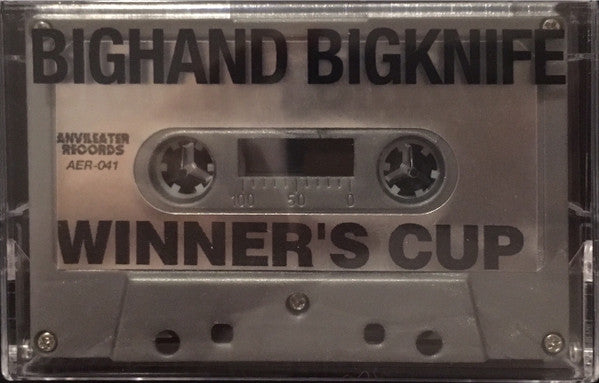 BIGHAND BIGKNIFE
ANVILEATER
RECORDS
AER-041
100 50 0
WINNER'S CUP